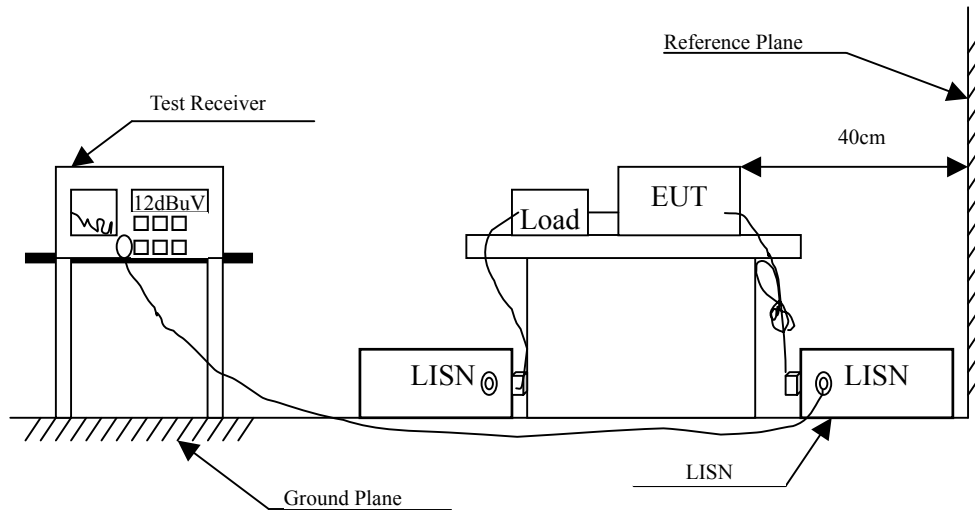 Reference Plane
Test Receiver
40cm
12dBuV
Load
EUT
LISN
LISN
LISN
Ground Plane